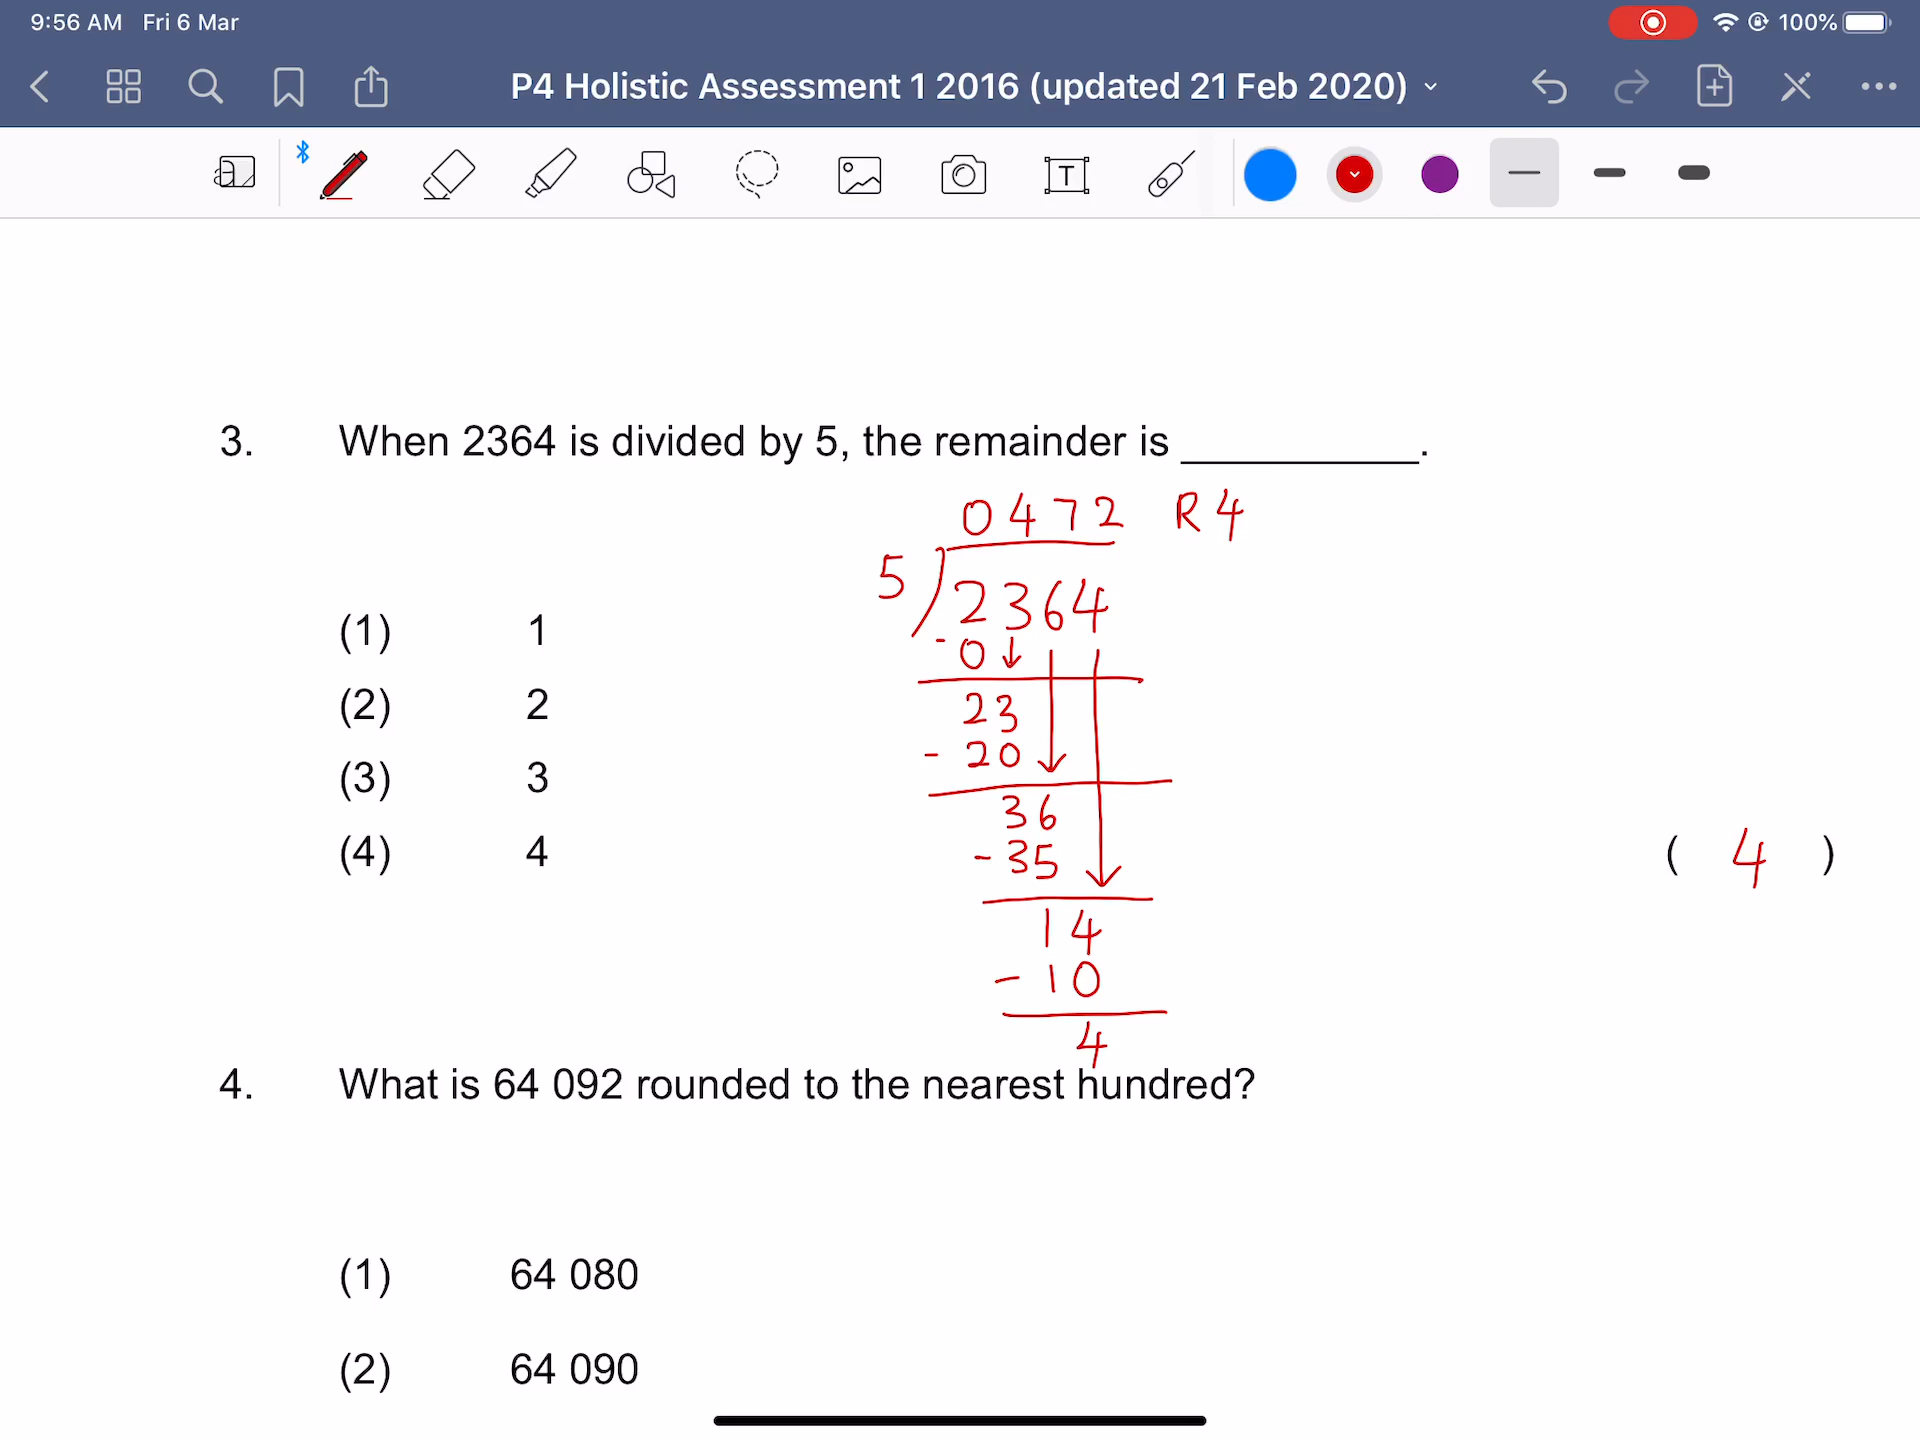 9:56 AM Fri 6 Mar 100%
P4 Holistic Assessment 1 2016 (updated 21 Feb 2020)
a T
3. When 2364 is divided by 5, the remainder is __________.
0472 R4
5 2364
(1) 1
- 0
23
(2) 2
- 20
(3) 3
36
(4) 4
- 35
( 4 )
14
- 10
4
4. What is 64 092 rounded to the nearest hundred?
(1) 64 080
(2) 64 090